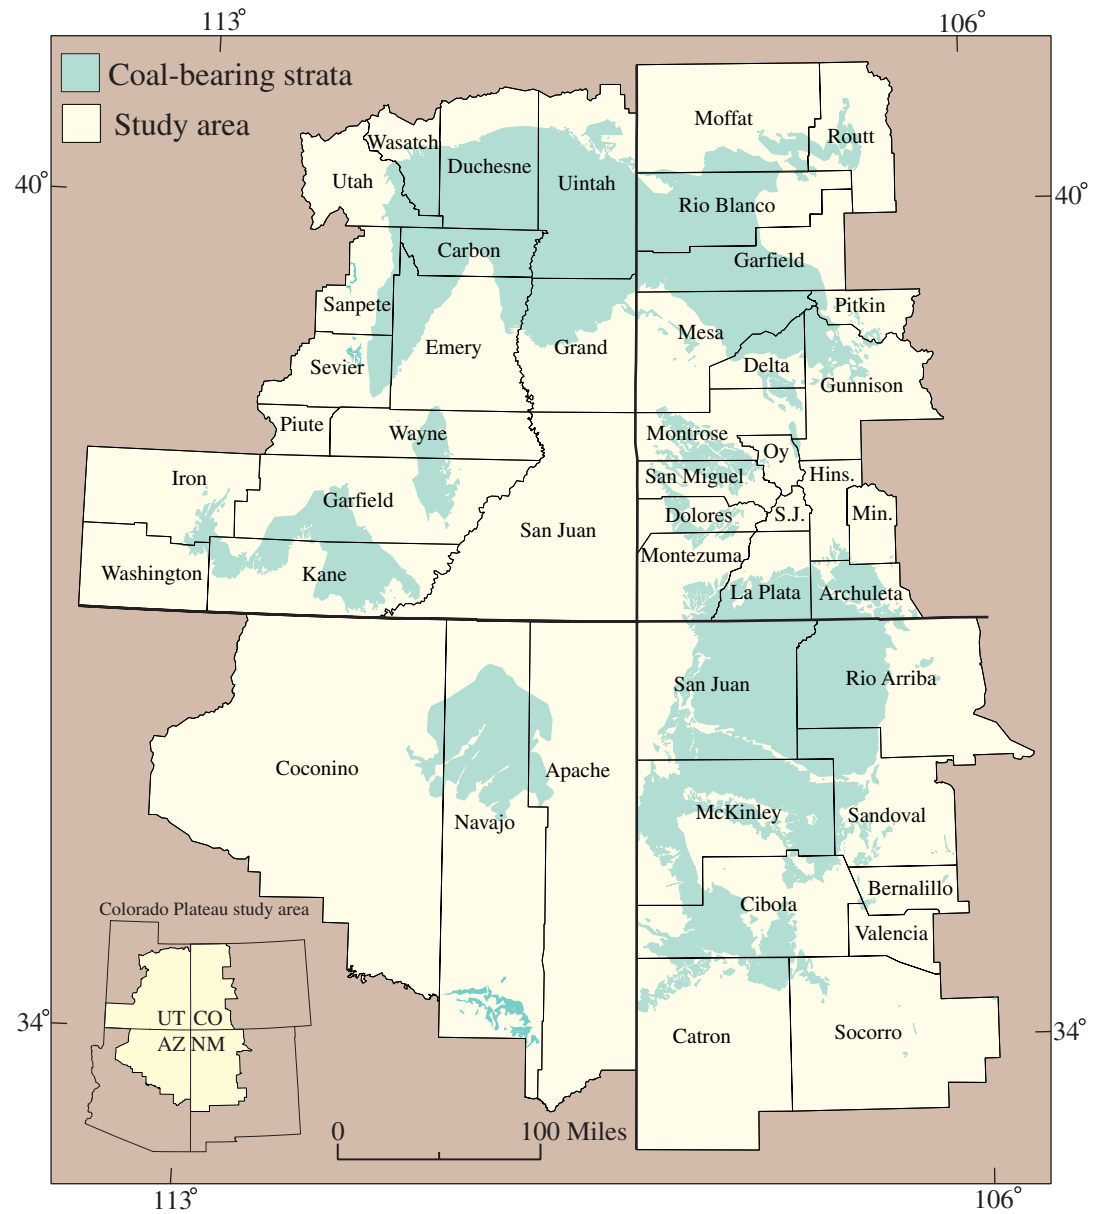 113°
106°
Coal-bearing strata
Study area
Moffat
Routt
Wasatch
Duchesne
Utah
Uintah
40°
40°
Rio Blanco
Carbon
Garfield
Sanpete
Pitkin
Mesa
Emery
Grand
Sevier
Delta
Gunnison
Piute
Wayne
Montrose
Oy
Iron
San Miguel
Hins.
Garfield
Dolores
S.J.
Min.
San Juan
Montezuma
Washington
Kane
La Plata
Archuleta
San Juan
Rio Arriba
Coconino
Apache
Navajo
McKinley
Sandoval
Bernalillo
Cibola
Colorado Plateau study area
Valencia
UT CO
AZ NM
34°
34°
Catron
Socorro
0
100 Miles
113°
106°